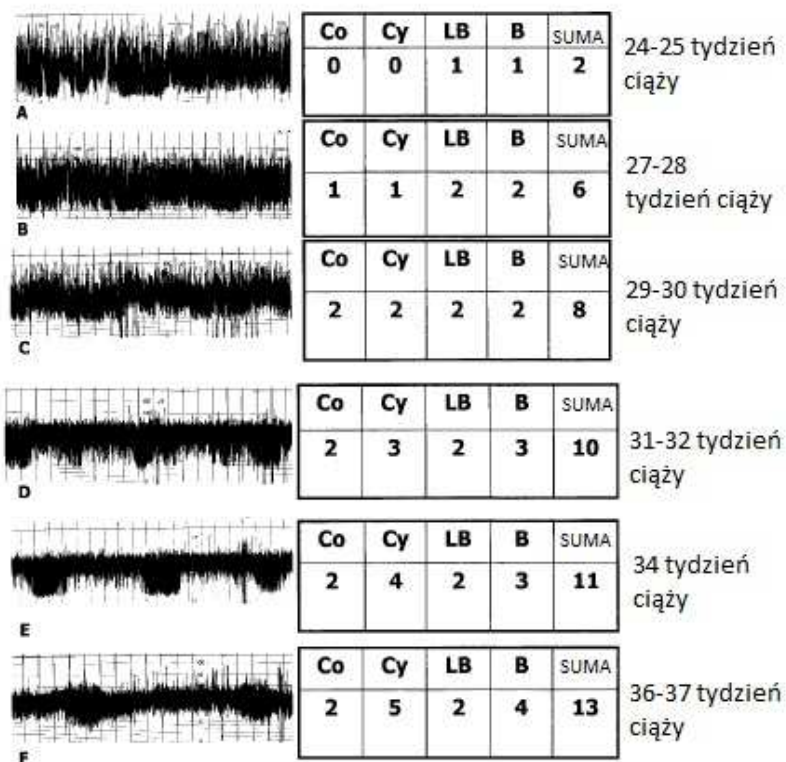 Co Cy LB B SUMA
0 0 1 1 2
24-25 tydzień
ciąży
A
Co Cy LB B SUMA
1 1 2 2 6
27-28
tydzień ciąży
B
Co Cy LB B SUMA
2 2 2 2 8
29-30 tydzień
ciąży
C
Co Cy LB B SUMA
2 3 2 3 10
31-32 tydzień
ciąży
D
Co Cy LB B SUMA
2 4 2 3 11
34 tydzień
ciąży
E
Co Cy LB B SUMA
2 5 2 4 13
36-37 tydzień
ciąży
F